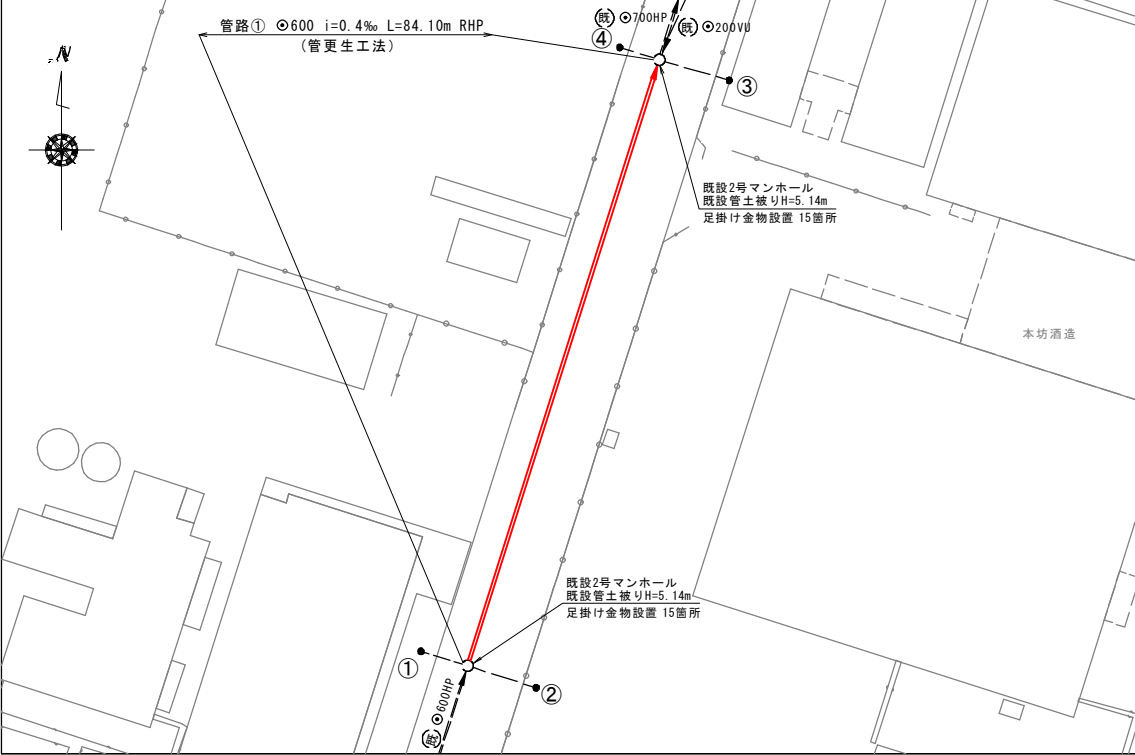 管路① ⦿600 i=0.4‰ L=84.10m RHP
(管更生工法)
(既) ⦿700HP
(既) ⦿200VU
④
③
N
既設2号マンホール
既設管土被りH=5.14m
足掛け金物設置 15箇所
本坊酒造
既設2号マンホール
既設管土被りH=5.14m
足掛け金物設置 15箇所
①
②
(既) ⦿600HP